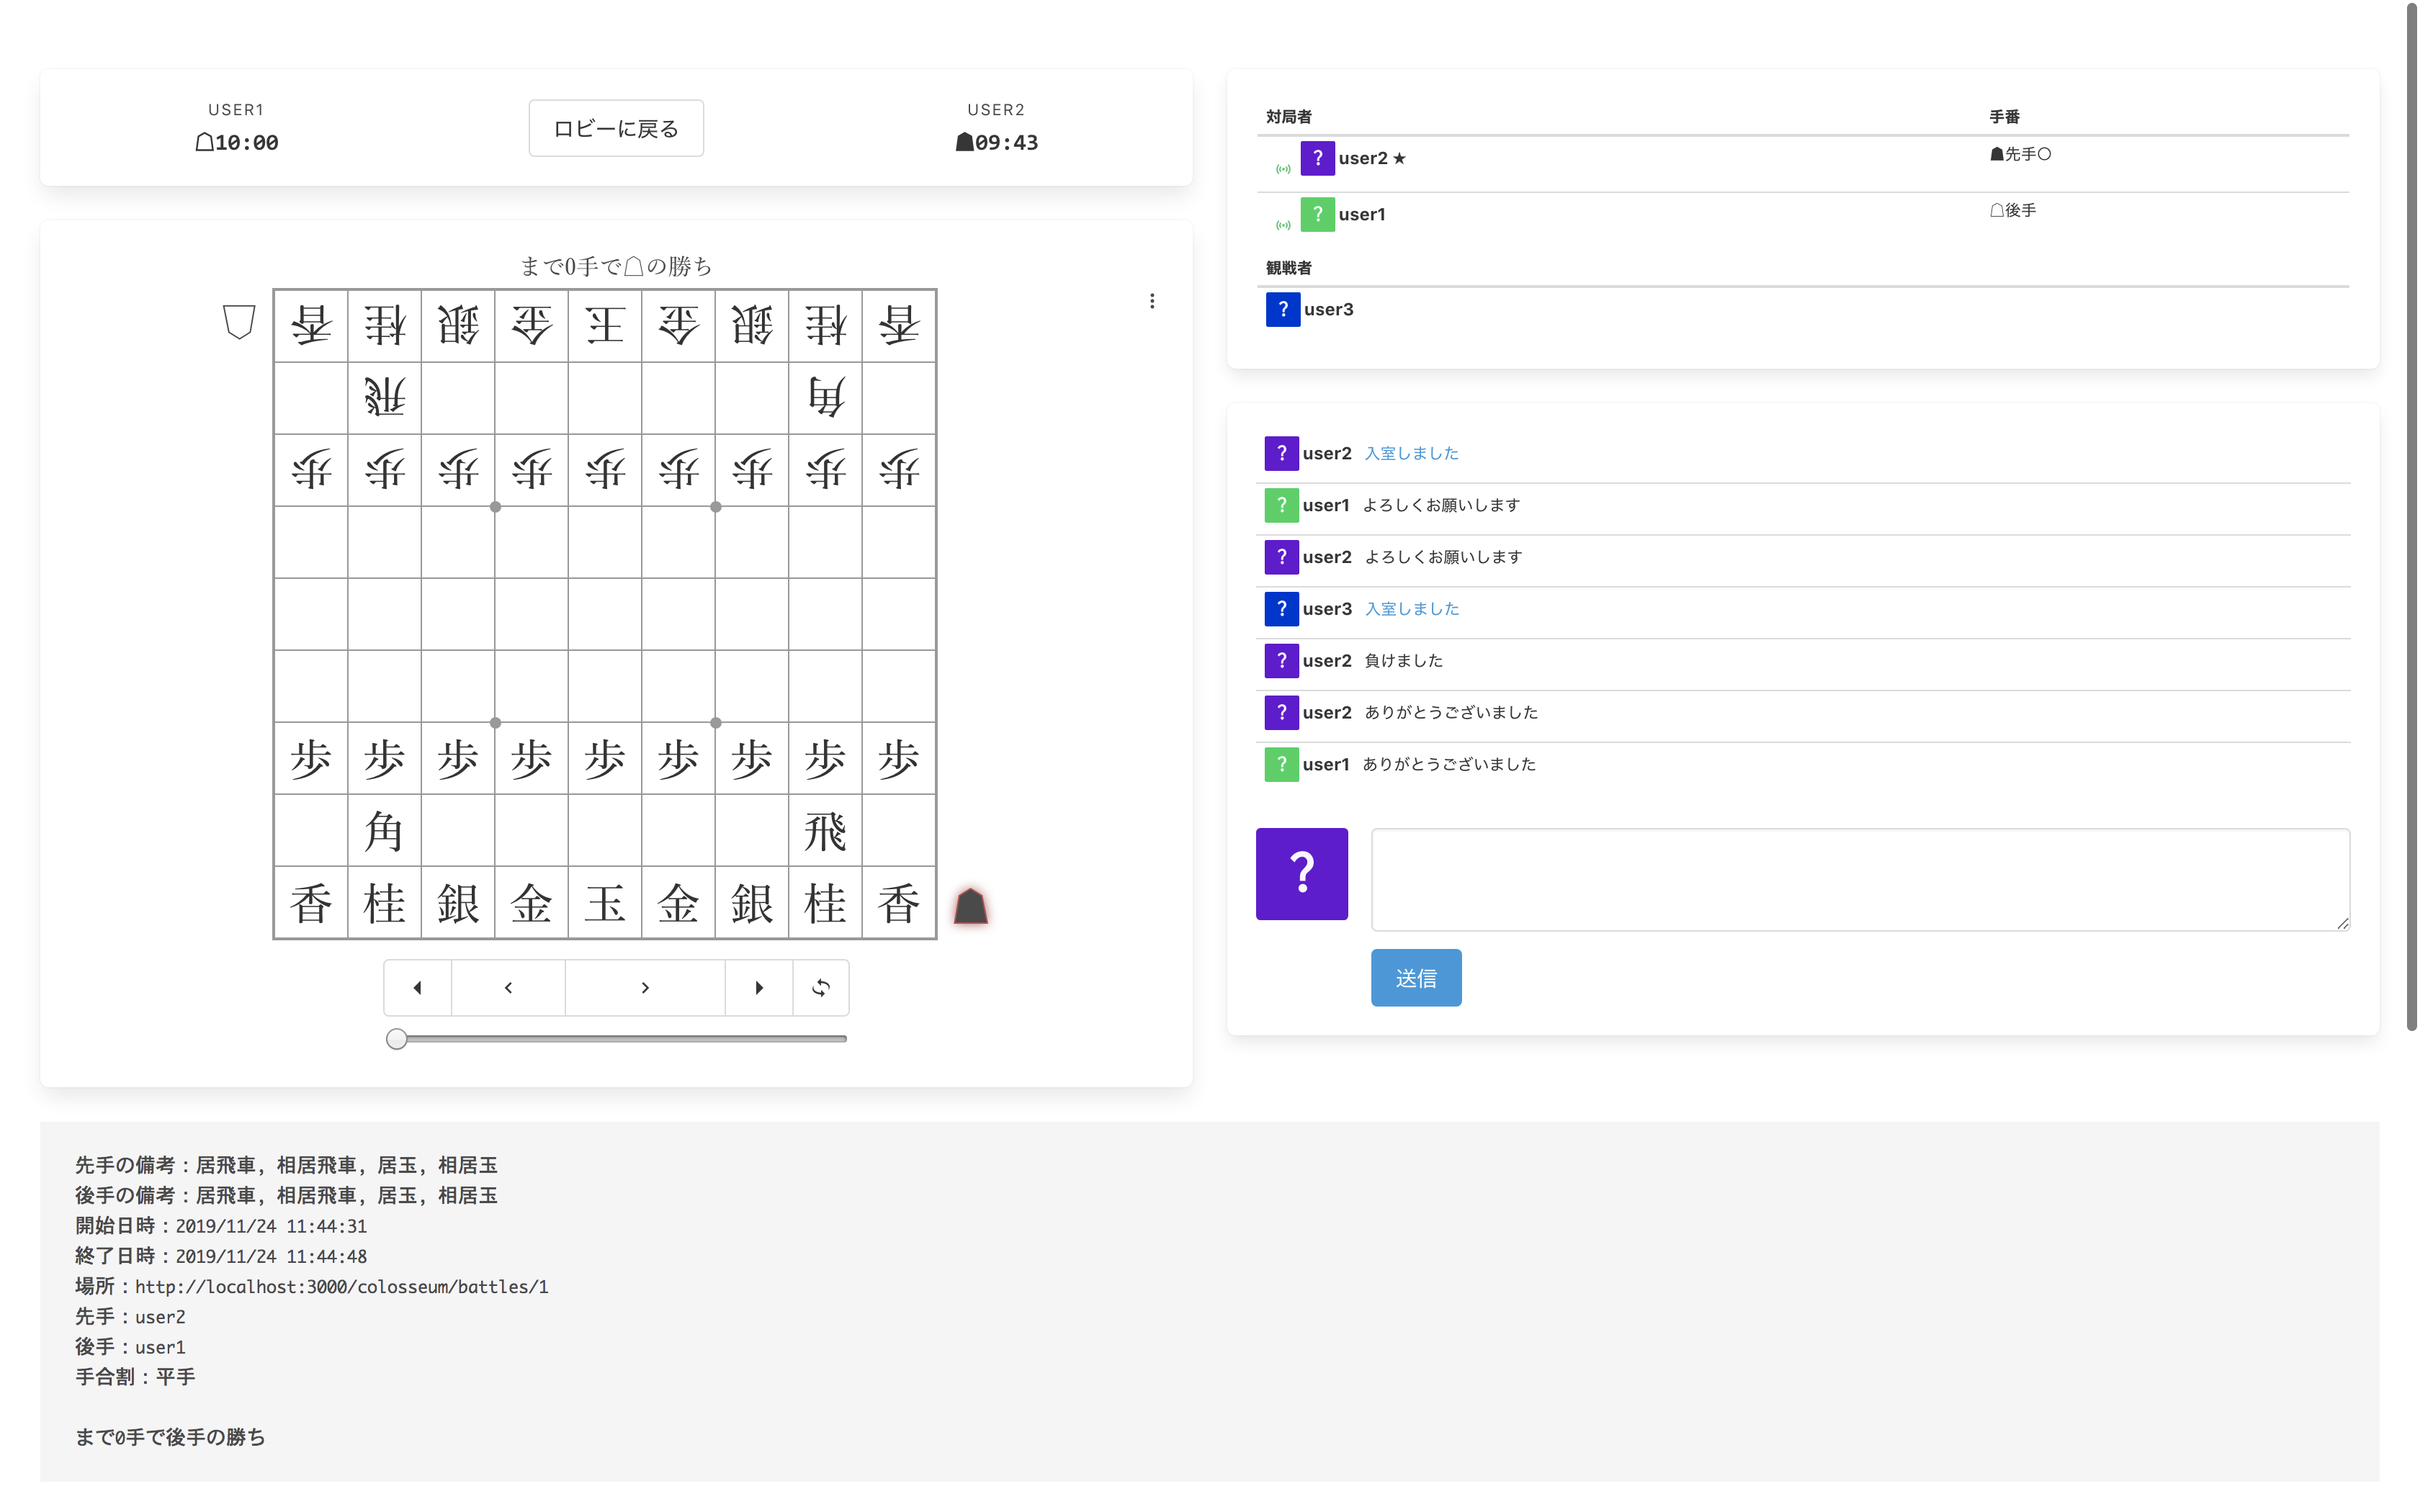 USER1
☖10:00
ロビーに戻る
USER2
☗09:43
まで0手で☖の勝ち
香桂銀金王金銀桂香
飛角
歩歩歩歩歩歩歩歩歩
歩歩歩歩歩歩歩歩歩
角飛
香桂銀金玉金銀桂香
対局者 手番
? user2 ★ ☗先手○
? user1 ☖後手
観戦者
? user3
? user2 入室しました
? user1 よろしくお願いします
? user2 よろしくお願いします
? user3 入室しました
? user2 負けました
? user2 ありがとうございました
? user1 ありがとうございました
?
送信
先手の備考：居飛車, 相居飛車, 居玉, 相居玉
後手の備考：居飛車, 相居飛車, 居玉, 相居玉
開始日時：2019/11/24 11:44:31
終了日時：2019/11/24 11:44:48
場所：http://localhost:3000/colosseum/battles/1
先手：user2
後手：user1
手合割：平手
まで0手で後手の勝ち